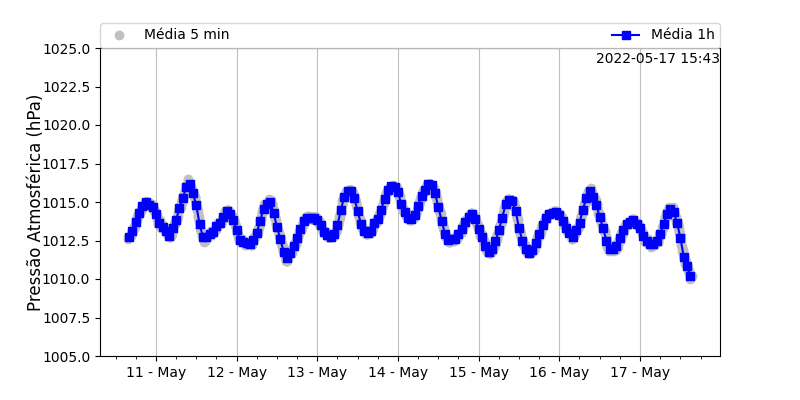 Média 5 min
Média 1h
2022-05-17 15:43
Pressão Atmosférica (hPa)
1025.0
1022.5
1020.0
1017.5
1015.0
1012.5
1010.0
1007.5
1005.0
11 - May
12 - May
13 - May
14 - May
15 - May
16 - May
17 - May